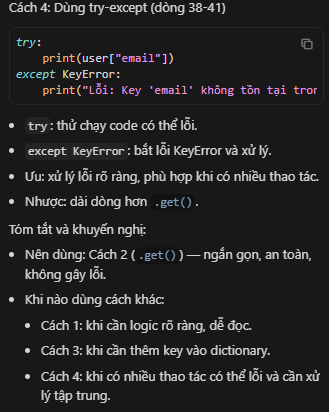 Cách 4: Dùng try-except (dòng 38-41)
try:
    print(user["email"])
except KeyError:
    print("Lỗi: Key 'email' không tồn tại tron
try: thử chạy code có thể lỗi.
except KeyError: bắt lỗi KeyError và xử lý.
Ưu: xử lý lỗi rõ ràng, phù hợp khi có nhiều thao tác.
Nhược: dài dòng hơn .get().
Tóm tắt và khuyến nghị:
Nên dùng: Cách 2 (.get()) — ngắn gọn, an toàn,
không gây lỗi.
Khi nào dùng cách khác:
Cách 1: khi cần logic rõ ràng, dễ đọc.
Cách 3: khi cần thêm key vào dictionary.
Cách 4: khi có nhiều thao tác có thể lỗi và cần xử
lý tập trung.